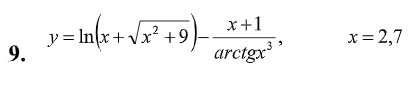 9. y = ln(x + √(x² + 9)) − (x + 1)/(arctgx³), x = 2,7